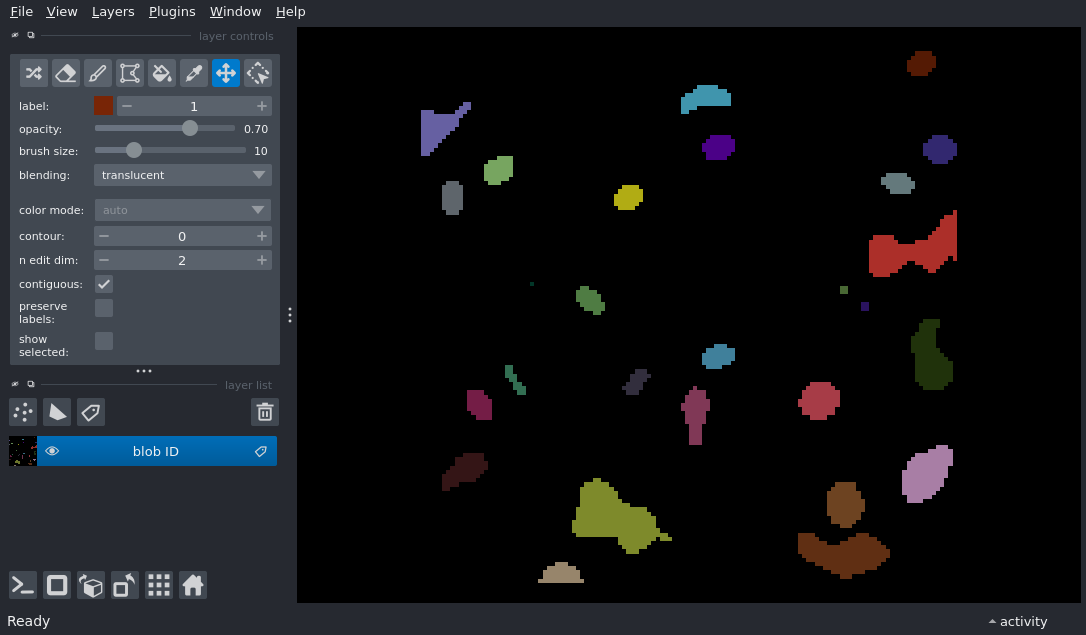 File View Layers Plugins Window Help
layer controls
label: 1
opacity: 0.70
brush size: 10
blending: translucent
color mode: auto
contour: 0
n edit dim: 2
contiguous:
preserve
labels:
show
selected:
layer list
blob ID
Ready
activity